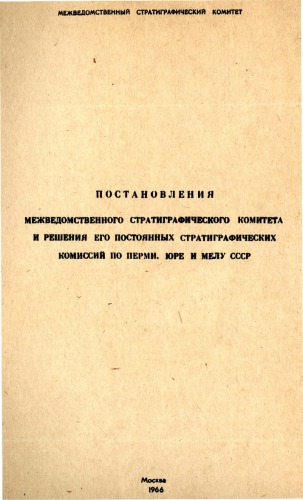 МЕЖВЕДОМСТВЕННЫЙ СТРАТИГРАФИЧЕСКИЙ КОМИТЕТ
ПОСТАНОВЛЕНИЯ
МЕЖВЕДОМСТВЕННОГО СТРАТИГРАФИЧЕСКОГО КОМИТЕТА
И РЕШЕНИЯ ЕГО ПОСТОЯННЫХ СТРАТИГРАФИЧЕСКИХ
КОМИССИЙ ПО ПЕРМИ, ЮРЕ И МЕЛУ СССР
Москва
1966